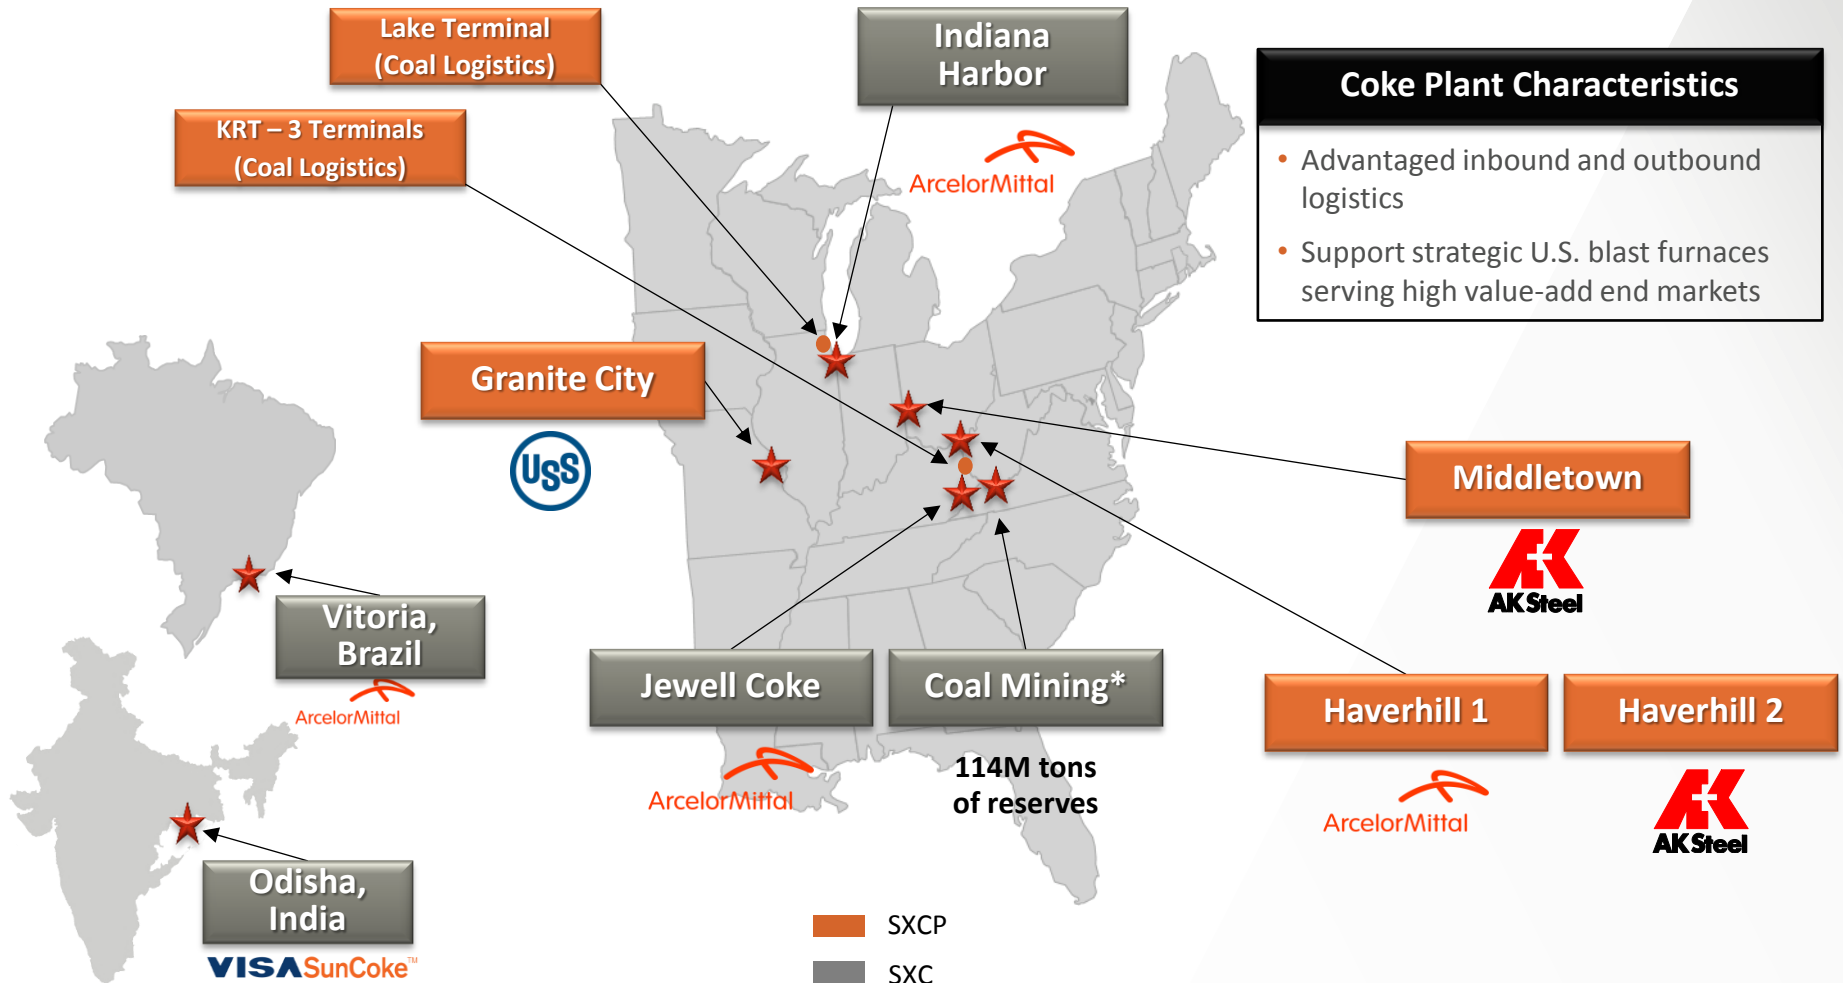 Lake Terminal
(Coal Logistics)
Indiana
Harbor
Coke Plant Characteristics
KRT – 3 Terminals
(Coal Logistics)
ArcelorMittal
• Advantaged inbound and outbound
logistics
• Support strategic U.S. blast furnaces
serving high value-add end markets
Granite City
USS
Middletown
AK Steel
Vitoria,
Brazil
ArcelorMittal
Jewell Coke
ArcelorMittal
Coal Mining*
114M tons
of reserves
Haverhill 1
ArcelorMittal
Haverhill 2
AK Steel
Odisha,
India
VISA SunCoke™
SXCP
SXC